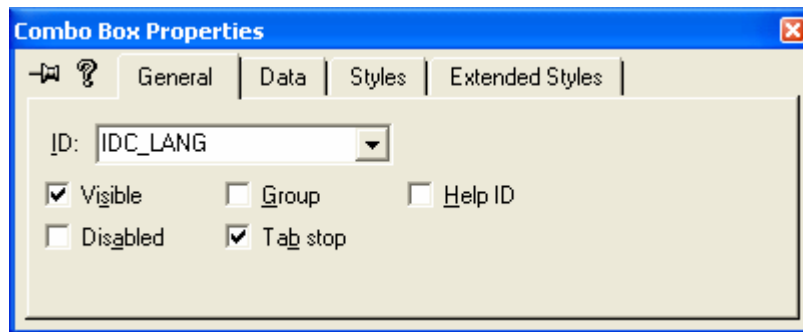 Combo Box Properties
? General Data Styles Extended Styles
ID: IDC_LANG
Visible Group Help ID
Disabled Tab stop